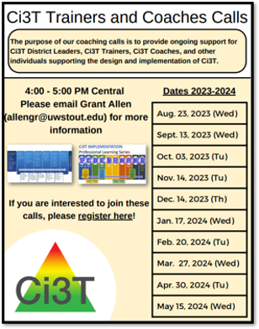 Ci3T Trainers and Coaches Calls
The purpose of our coaching calls is to provide ongoing support for
Ci3T District Leaders, Ci3T Trainers, Ci3T Coaches, and other
individuals supporting the design and implementation of Ci3T.
4:00 - 5:00 PM Central
Please email Grant Allen
(allengr@uwstout.edu) for more
information
CI3T IMPLEMENTATION
Professional Learning Series
If you are interested to join these
calls, please register here!
Ci3T
Dates 2023-2024
Aug. 23, 2023 (Wed)
Sept. 13, 2023 (Wed)
Oct. 03, 2023 (Tu)
Nov. 14, 2023 (Tu)
Dec. 14, 2023 (Th)
Jan. 17, 2024 (Wed)
Feb. 20, 2024 (Tu)
Mar. 27, 2024 (Wed)
Apr. 30, 2024 (Tu)
May 15, 2024 (Wed)